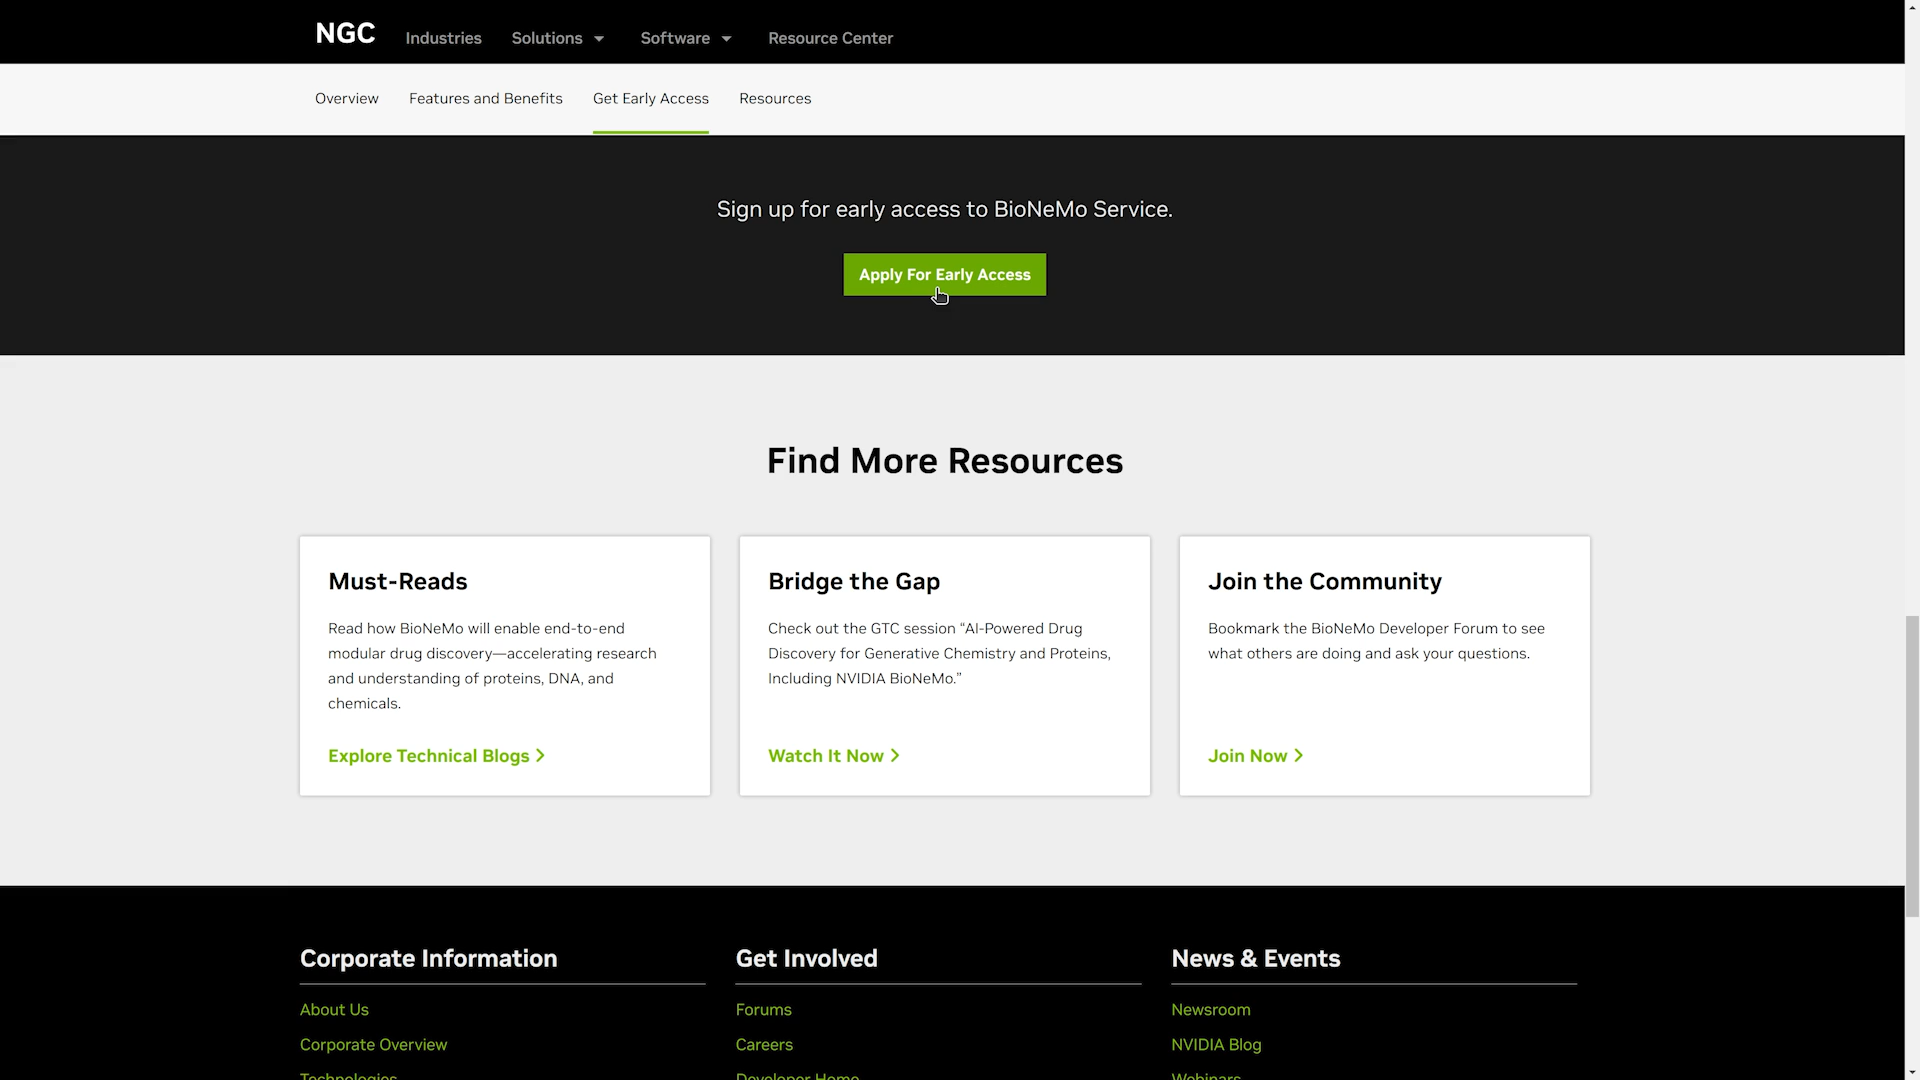 NGC Industries Solutions Software Resource Center
Overview Features and Benefits Get Early Access Resources
Sign up for early access to BioNeMo Service.
Apply For Early Access
Find More Resources
Must-Reads
Read how BioNeMo will enable end-to-end
modular drug discovery—accelerating research
and understanding of proteins, DNA, and
chemicals.
Explore Technical Blogs
Bridge the Gap
Check out the GTC session “AI-Powered Drug
Discovery for Generative Chemistry and Proteins,
Including NVIDIA BioNeMo.”
Watch It Now
Join the Community
Bookmark the BioNeMo Developer Forum to see
what others are doing and ask your questions.
Join Now
Corporate Information
About Us
Corporate Overview
Technologies
Get Involved
Forums
Careers
Developer Home
News & Events
Newsroom
NVIDIA Blog
Webinars